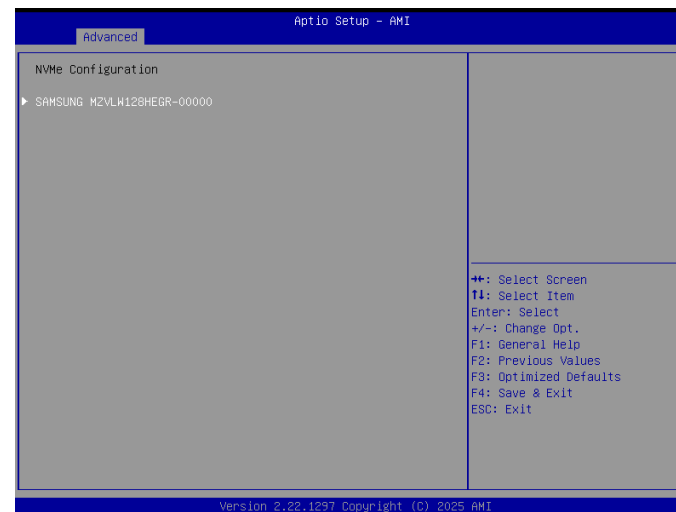 Aptio Setup – AMI
Advanced
NVMe Configuration
SAMSUNG MZVLW128HEGR-00000
→←: Select Screen
↑↓: Select Item
Enter: Select
+/-: Change Opt.
F1: General Help
F2: Previous Values
F3: Optimized Defaults
F4: Save & Exit
ESC: Exit
Version 2.22.1297 Copyright (C) 2025 AMI